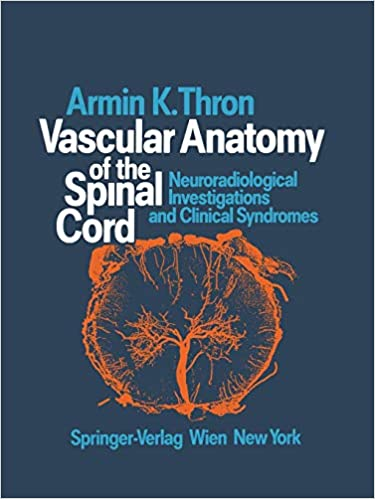 Armin K. Thron
Vascular Anatomy
of the
Spinal
Cord
Neuroradiological
Investigations
and Clinical Syndromes
Springer-Verlag Wien New York